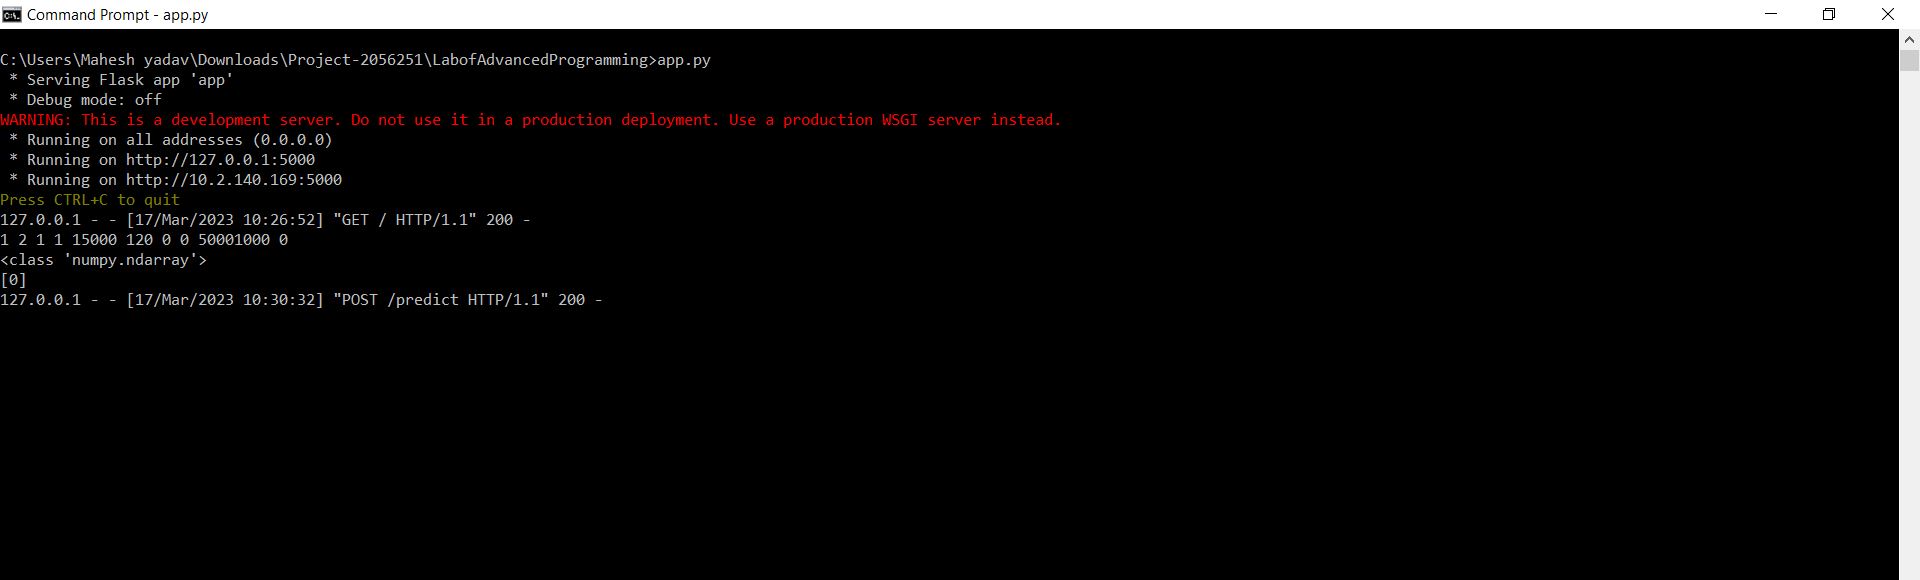 Command Prompt - app.py
C:\Users\Mahesh yadav\Downloads\Project-2056251\LabofAdvancedProgramming>app.py
 * Serving Flask app 'app'
 * Debug mode: off
WARNING: This is a development server. Do not use it in a production deployment. Use a production WSGI server instead.
 * Running on all addresses (0.0.0.0)
 * Running on http://127.0.0.1:5000
 * Running on http://10.2.140.169:5000
Press CTRL+C to quit
127.0.0.1 - - [17/Mar/2023 10:26:52] "GET / HTTP/1.1" 200 -
1 2 1 1 15000 120 0 0 50001000 0
<class 'numpy.ndarray'>
[0]
127.0.0.1 - - [17/Mar/2023 10:30:32] "POST /predict HTTP/1.1" 200 -